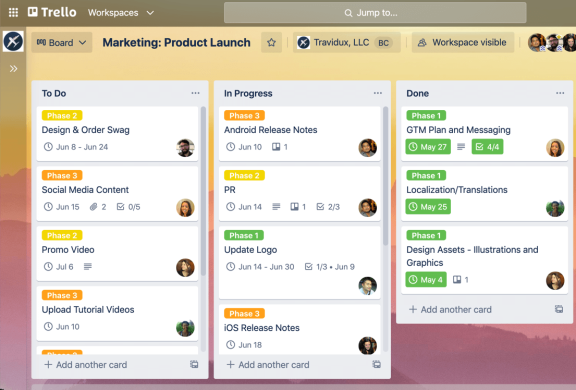 Trello
Workspaces
Jump to...
Board
Marketing: Product Launch
Travidux, LLC
BC
Workspace visible
To Do
Phase 2
Design & Order Swag
Jun 8 - Jun 24
Phase 3
Social Media Content
Jun 15
2
0/5
Phase 2
Promo Video
Jul 6
Phase 3
Upload Tutorial Videos
Jun 10
Phase 3
+ Add another card
In Progress
Phase 3
Android Release Notes
Jun 10
1
Phase 2
PR
Jun 14
1
2/3
Phase 1
Update Logo
Jun 14 - Jun 30
1/3 • Jun 9
Phase 3
iOS Release Notes
Jun 18
+ Add another card
Done
Phase 1
GTM Plan and Messaging
May 27
4/4
Phase 1
Localization/Translations
May 25
Phase 1
Design Assets - Illustrations and
Graphics
May 4
1
+ Add another card